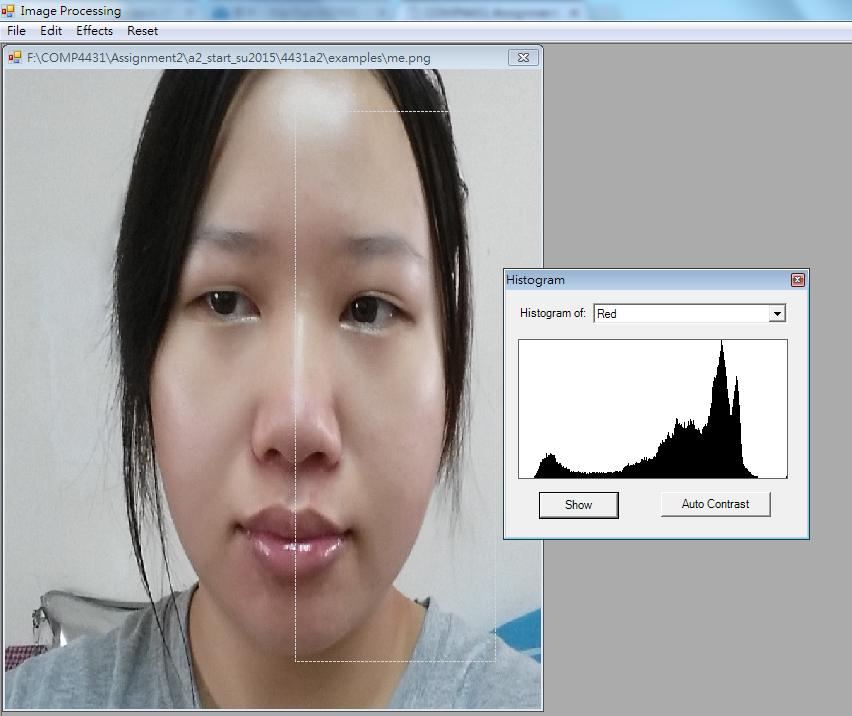 Image Processing
File Edit Effects Reset
F:\COMP4431\Assignment2\a2_start_su2015\4431a2\examples\me.png
Histogram
Histogram of: Red
Show Auto Contrast